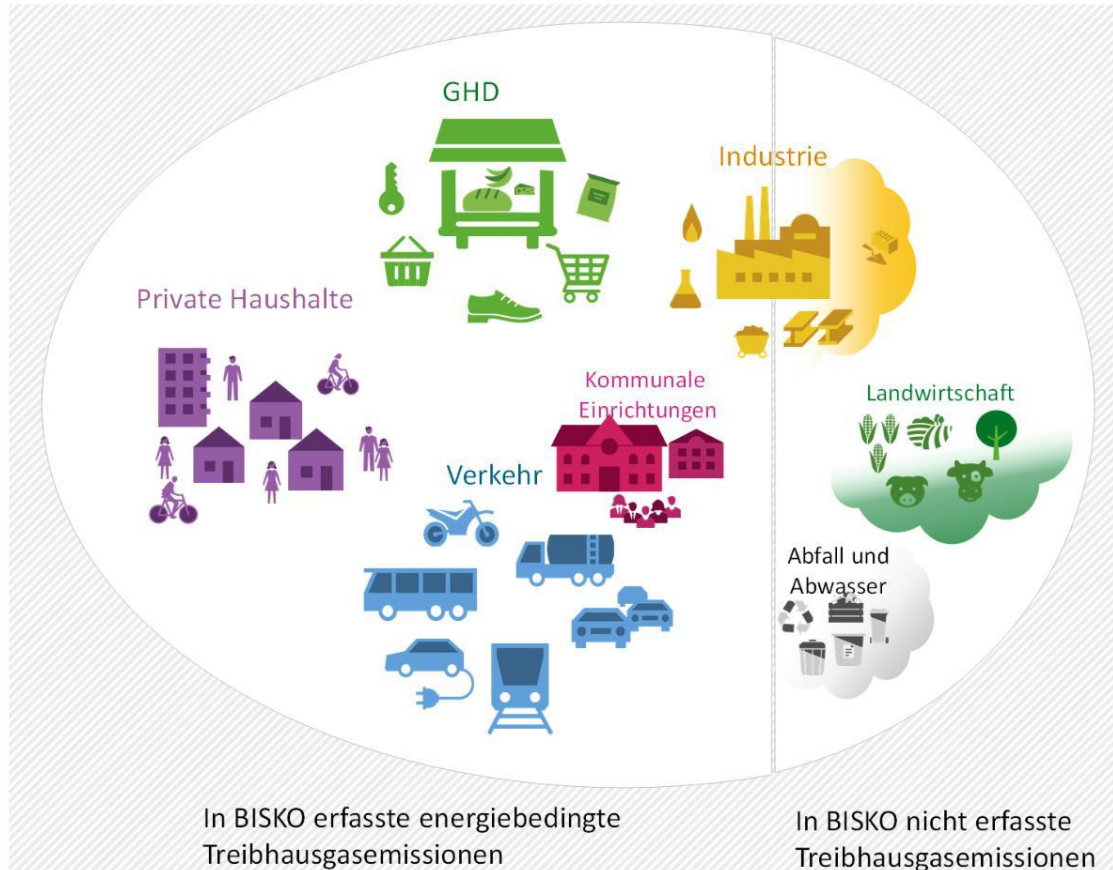 GHD
Industrie
Private Haushalte
Kommunale
Einrichtungen
Landwirtschaft
Verkehr
Abfall und
Abwasser
In BISKO erfasste energiebedingte
Treibhausgasemissionen
In BISKO nicht erfasste
Treibhausgasemissionen